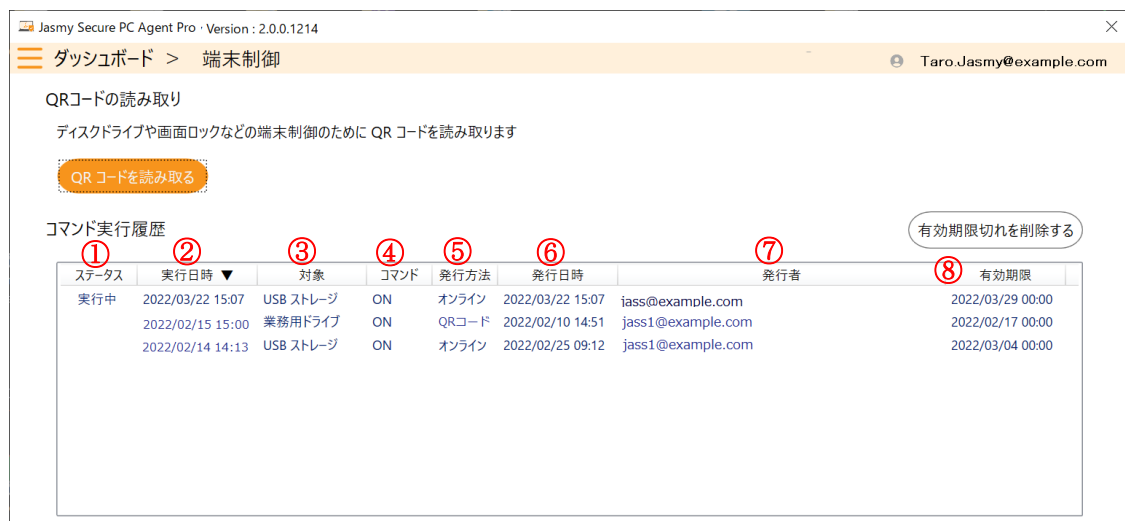 Jasmy Secure PC Agent Pro · Version : 2.0.0.1214
ダッシュボード > 端末制御 Taro.Jasmy@example.com
QRコードの読み取り
ディスクドライブや画面ロックなどの端末制御のために QR コードを読み取ります
QR コードを読み取る
コマンド実行履歴 有効期限切れを削除する
① ② ③ ④ ⑤ ⑥ ⑦ ⑧
ステータス 実行日時 ▼ 対象 コマンド 発行方法 発行日時 発行者 有効期限
実行中 2022/03/22 15:07 USB ストレージ ON オンライン 2022/03/22 15:07 jass@example.com 2022/03/29 00:00
2022/02/15 15:00 業務用ドライブ ON QRコード 2022/02/10 14:51 jass1@example.com 2022/02/17 00:00
2022/02/14 14:13 USB ストレージ ON オンライン 2022/02/25 09:12 jass1@example.com 2022/03/04 00:00